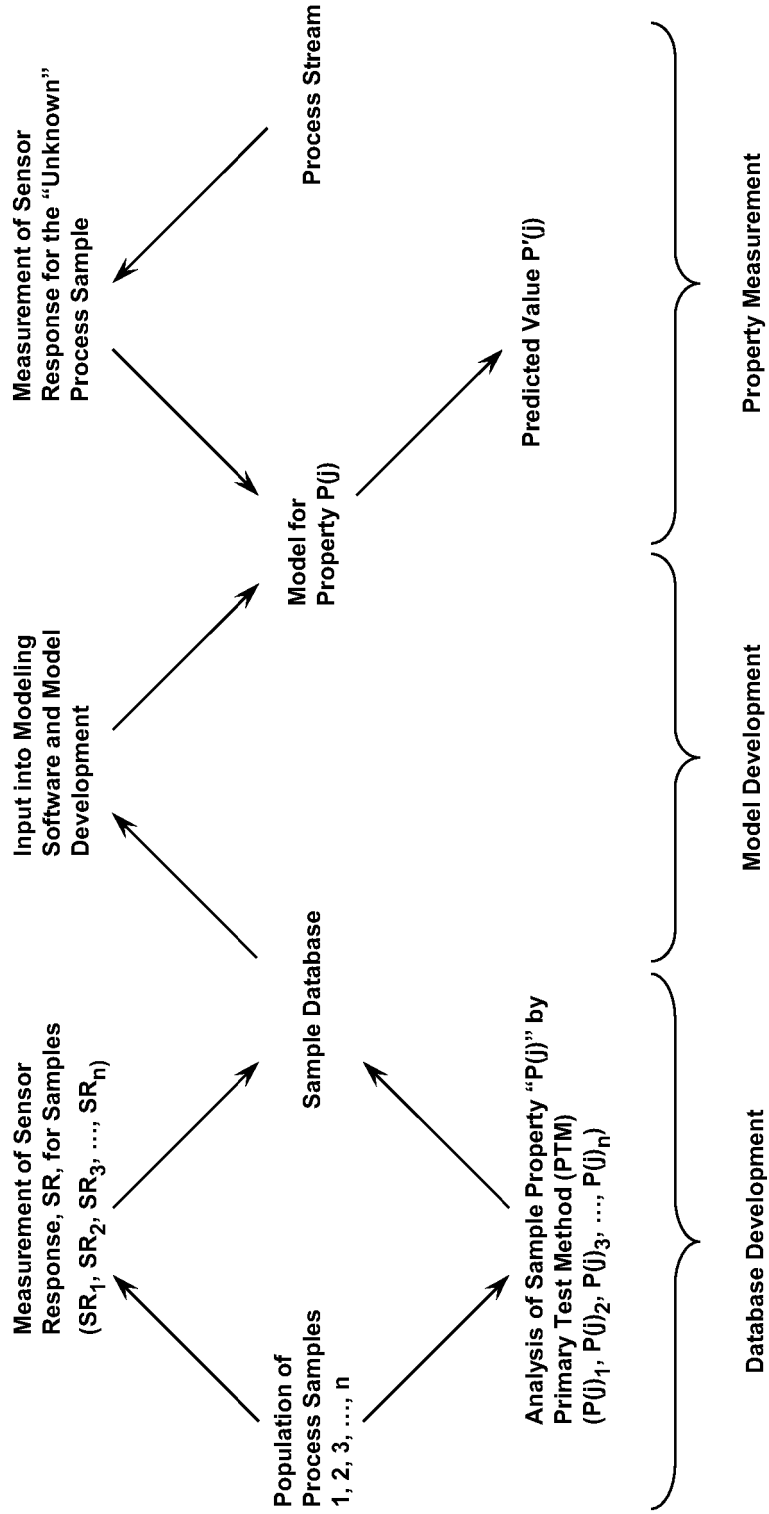 Measurement of Sensor
Response, SR, for Samples
(SR1, SR2, SR3, ..., SRn)
Population of
Process Samples
1, 2, 3, ..., n
Sample Database
Analysis of Sample Property “P(j)” by
Primary Test Method (PTM)
(P(j)1, P(j)2, P(j)3, ..., P(j)n)
Input into Modeling
Software and Model
Development
Model for
Property P(j)
Measurement of Sensor
Response for the “Unknown”
Process Sample
Process Stream
Predicted Value P'(j)
Database Development
Model Development
Property Measurement